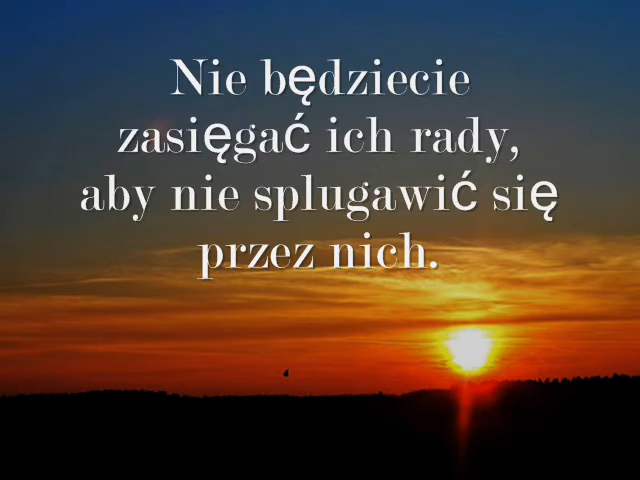 Nie będziecie
zasięgać ich rady,
aby nie splugawić się
przez nich.